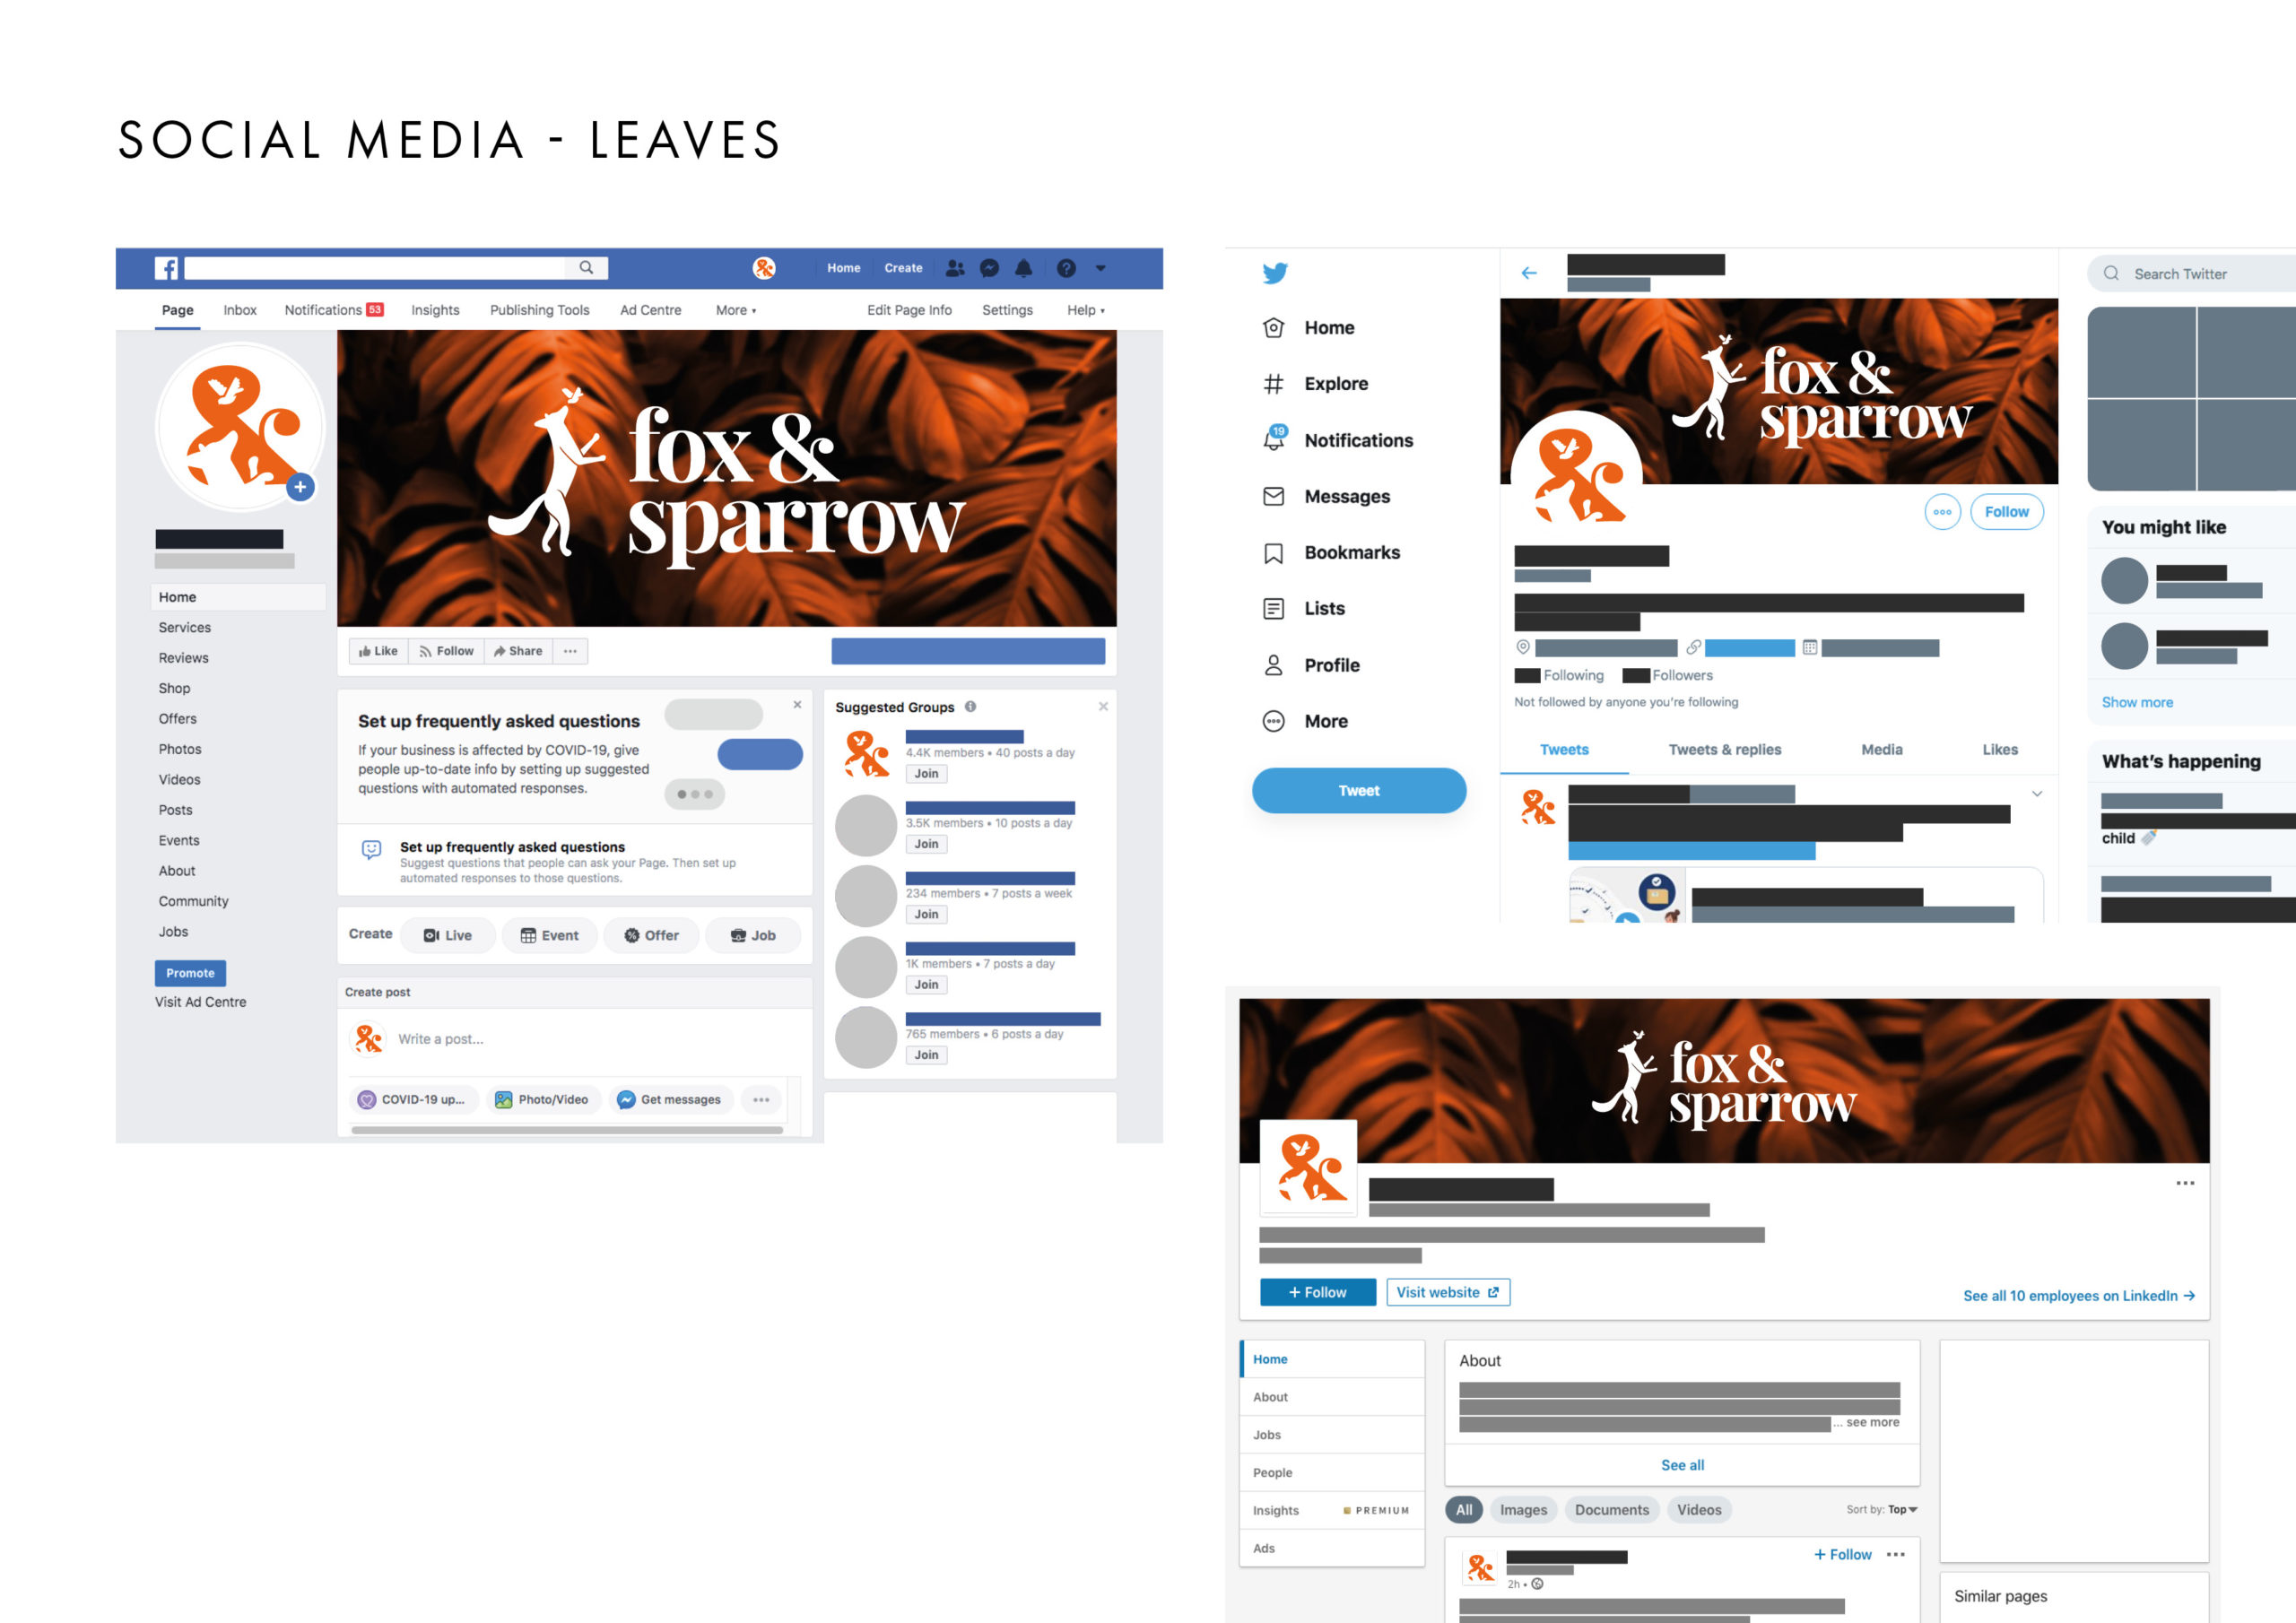 SOCIAL MEDIA - LEAVES
Home Create
Page Inbox Notifications 53 Insights Publishing Tools Ad Centre More Edit Page Info Settings Help
fox &
sparrow
Home
Services
Reviews
Shop
Offers
Photos
Videos
Posts
Events
About
Community
Jobs
Promote
Visit Ad Centre
Like Follow Share ...
Set up frequently asked questions
If your business is affected by COVID-19, give
people up-to-date info by setting up suggested
questions with automated responses.
Set up frequently asked questions
Suggest questions that people can ask your Page. Then set up
automated responses to those questions.
Create Live Event Offer Job
Create post
Write a post...
COVID-19 up... Photo/Video Get messages ...
Suggested Groups
4.4K members • 40 posts a day
Join
3.5K members • 10 posts a day
Join
234 members • 7 posts a week
Join
1K members • 7 posts a day
Join
765 members • 6 posts a day
Join
Home
Explore
19
Notifications
Messages
Bookmarks
Lists
Profile
More
Tweet
fox &
sparrow
Follow
Following Followers
Not followed by anyone you're following
Tweets Tweets & replies Media Likes
Search Twitter
You might like
Show more
What's happening
child
fox &
sparrow
+ Follow Visit website
See all 10 employees on LinkedIn →
Home
About
Jobs
People
Insights PREMIUM
Ads
About
... see more
See all
All Images Documents Videos Sort by: Top
+ Follow ...
2h •
Similar pages